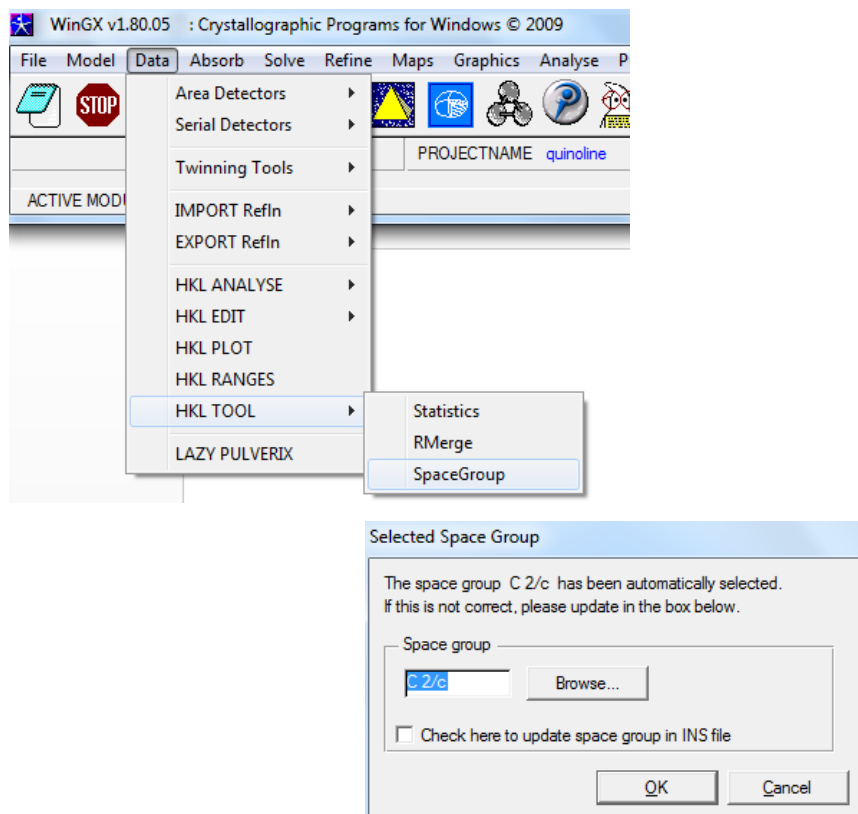 WinGX v1.80.05 : Crystallographic Programs for Windows © 2009
File Model Data Absorb Solve Refine Maps Graphics Analyse P
STOP
PROJECTNAME quinoline
ACTIVE MODU
Area Detectors
Serial Detectors
Twinning Tools
IMPORT Refln
EXPORT Refln
HKL ANALYSE
HKL EDIT
HKL PLOT
HKL RANGES
HKL TOOL
LAZY PULVERIX
Statistics
RMerge
SpaceGroup
Selected Space Group
The space group C 2/c has been automatically selected.
If this is not correct, please update in the box below.
Space group
C 2/c
Browse...
Check here to update space group in INS file
OK Cancel